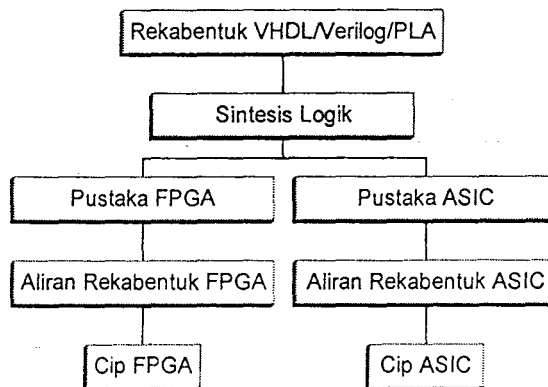 Rekabentuk VHDL/Verilog/PLA
Sintesis Logik
Pustaka FPGA
Pustaka ASIC
Aliran Rekabentuk FPGA
Aliran Rekabentuk ASIC
Cip FPGA
Cip ASIC